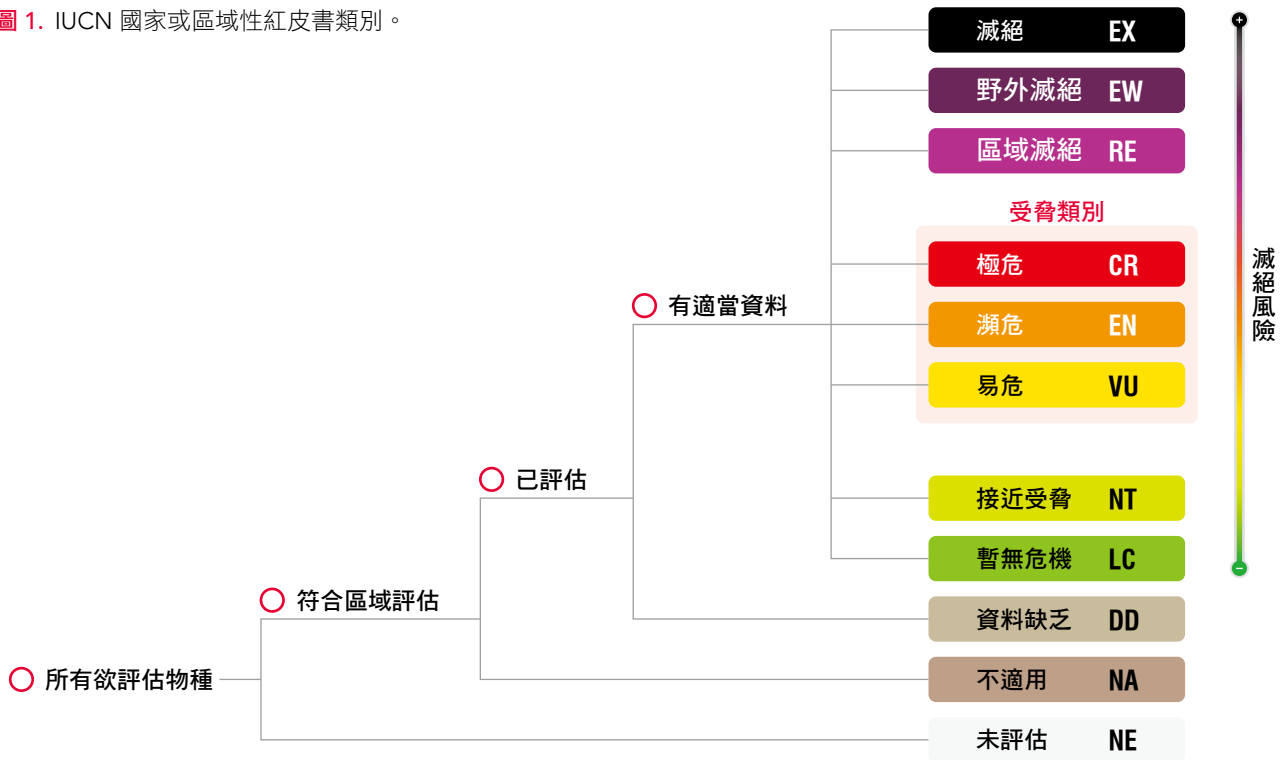 圖 1. IUCN 國家或區域性紅皮書類別。
滅絕 EX
野外滅絕 EW
區域滅絕 RE
受脅類別
極危 CR
瀕危 EN
易危 VU
接近受脅 NT
暫無危機 LC
資料缺乏 DD
不適用 NA
未評估 NE
有適當資料
已評估
符合區域評估
所有欲評估物種
滅絕風險
+
−